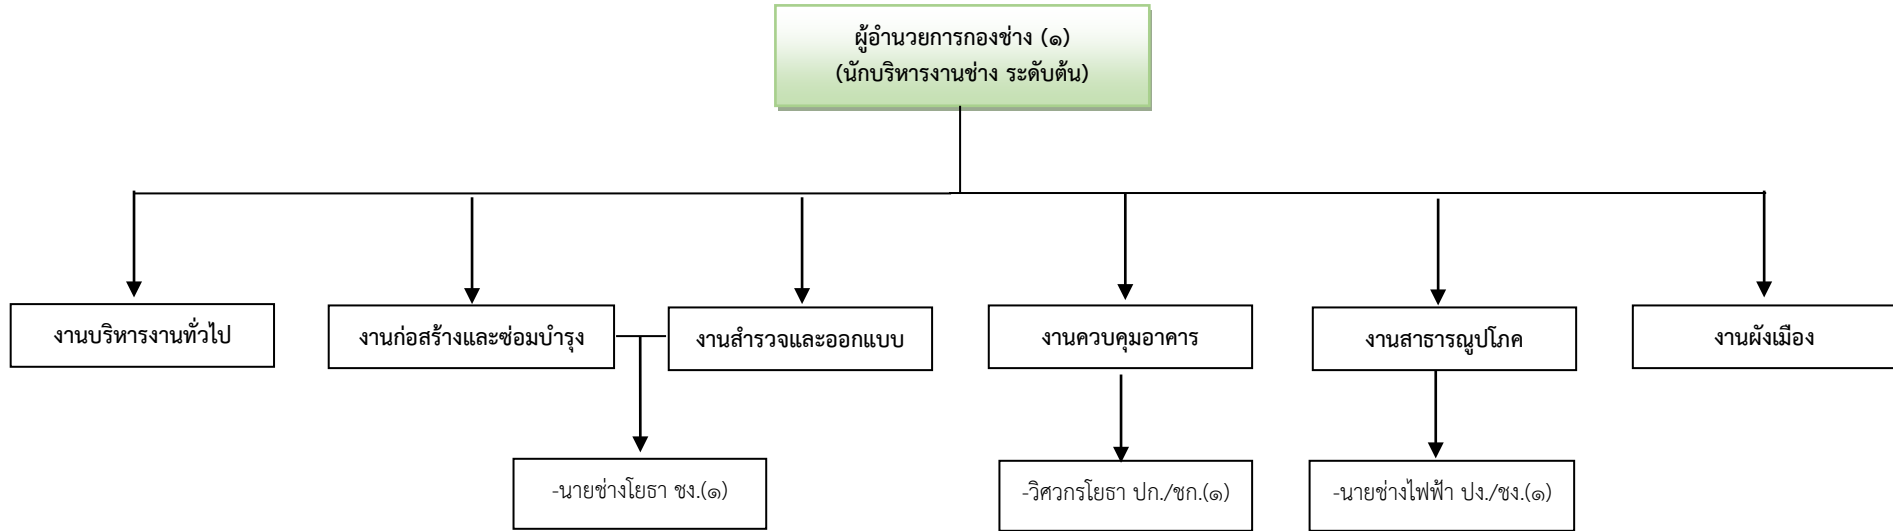 ผู้อำนวยการกองช่าง (๑)
(นักบริหารงานช่าง ระดับต้น)
งานบริหารงานทั่วไป
งานก่อสร้างและซ่อมบำรุง
งานสำรวจและออกแบบ
งานควบคุมอาคาร
งานสาธารณูปโภค
งานผังเมือง
-นายช่างโยธา ชง.(๑)
-วิศวกรโยธา ปก./ชก.(๑)
-นายช่างไฟฟ้า ปง./ชง.(๑)